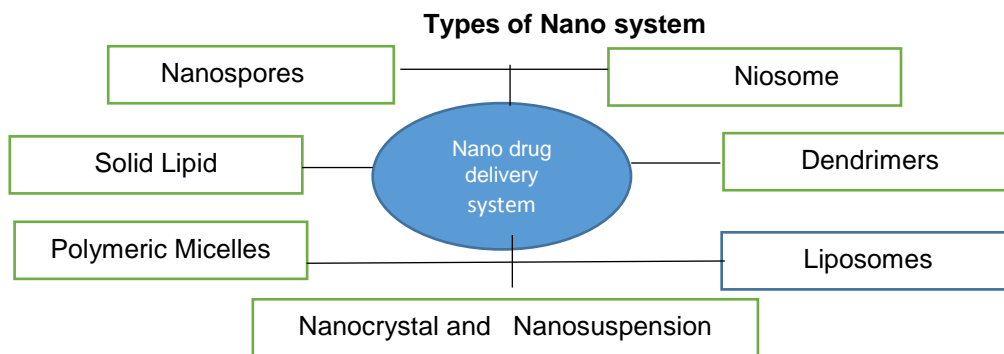 Types of Nano system
Nanospores
Niosome
Nano drug
delivery
system
Solid Lipid
Dendrimers
Polymeric Micelles
Liposomes
Nanocrystal and Nanosuspension